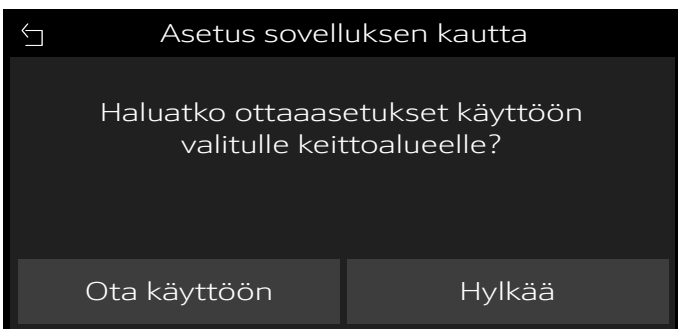 Asetus sovelluksen kautta
Haluatko ottaaasetukset käyttöön
valitulle keittoalueelle?
Ota käyttöön
Hylkää